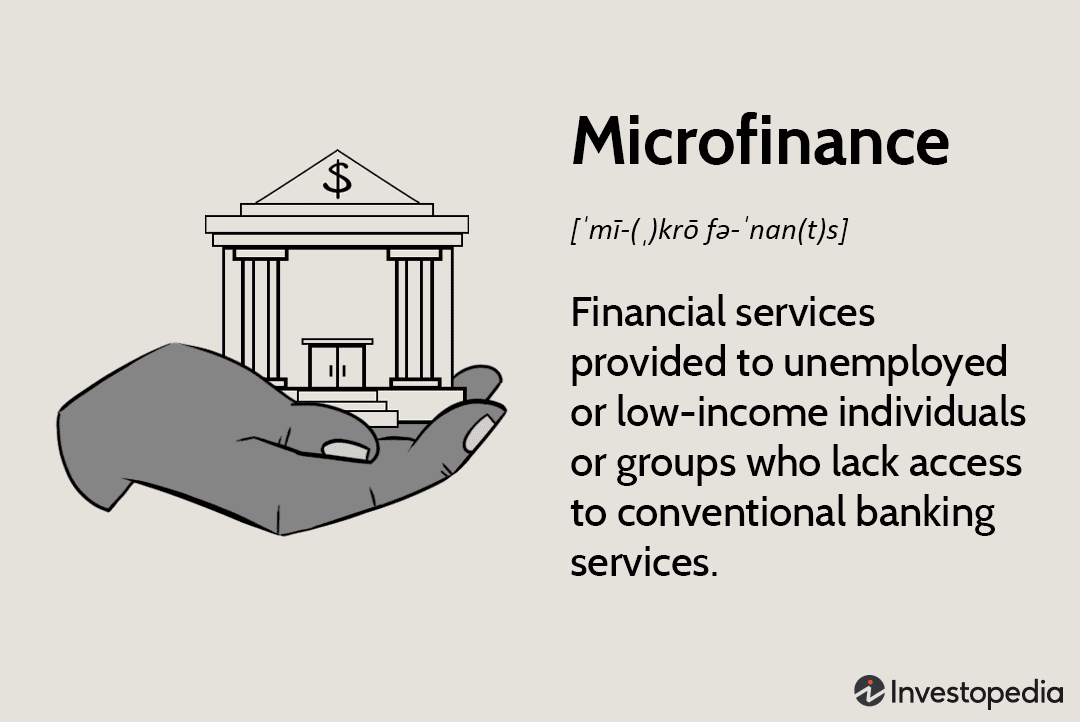 $
Microfinance
[ˈmī-(ˌ)krō fə-ˈnan(t)s]
Financial services
provided to unemployed
or low-income individuals
or groups who lack access
to conventional banking
services.
Investopedia